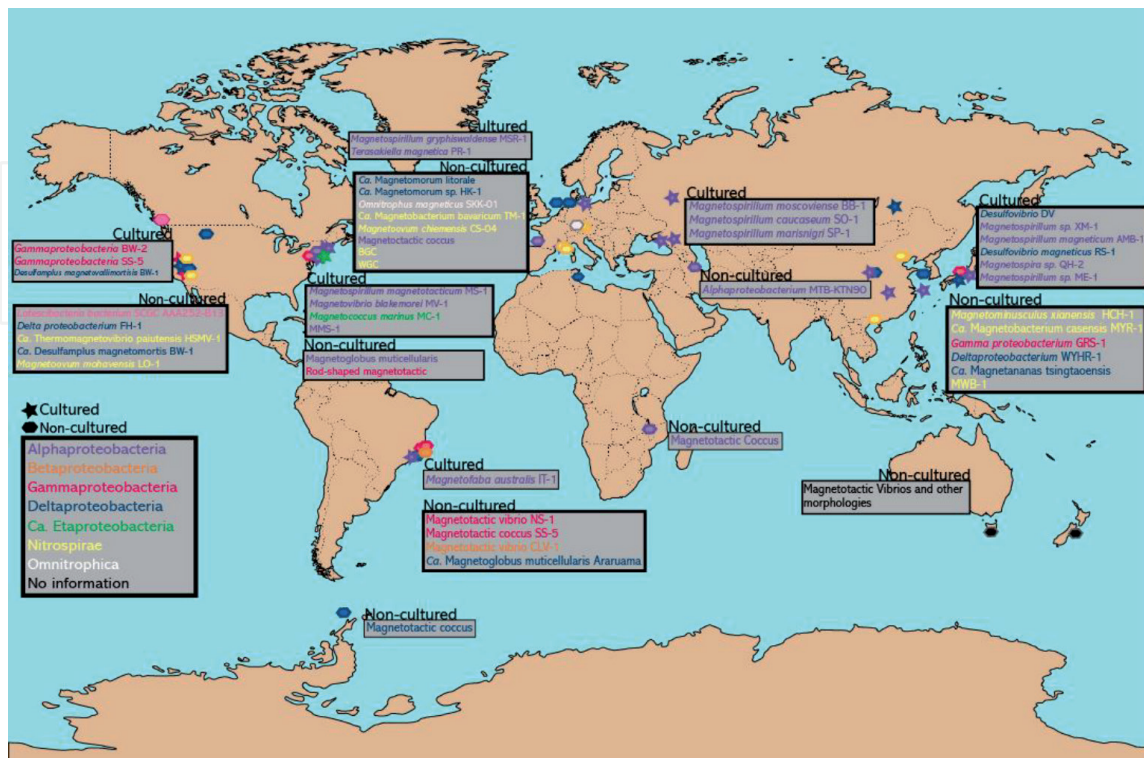 Cultured
Magnetospirillum gryphiswaldense MSR-1
Terasakiella magnetica PR-1
Non-cultured
Ca. Magnetomorum litorale
Ca. Magnetomorum sp. HK-1
Omnitrophus magneticus SKK-01
Ca. Magnetobacterium bavaricum TM-1
Magnetoovum chiemensis CS-04
Magnetoctactic coccus
BGC
WGC
Cultured
Magnetospirillum moscoviense BB-1
Magnetospirillum caucaseum SO-1
Magnetospirillum marisnigri SP-1
Non-cultured
Alphaproteobacterium MTB-KTN90
Cultured
Desulfovibrio DV
Magnetospirillum sp. XM-1
Magnetospirillum magneticum AMB-1
Desulfovibrio magneticus RS-1
Magnetospira sp. QH-2
Magnetospirillum sp. ME-1
Non-cultured
Magnetominusculus xianensis HCH-1
Ca. Magnetobacterium casensis MYR-1
Gamma proteobacterium GRS-1
Deltaproteobacterium WYHR-1
Ca. Magnetananas tsingtaoensis
MWB-1
Cultured
Gammaproteobacteria BW-2
Gammaproteobacteria SS-5
Desulfamplus magnetovallimortis BW-1
Non-cultured
Latescibacteria bacterium SCGC AAA252-B13
Delta proteobacterium FH-1
Ca. Thermomagnetovibrio paiutensis HSMV-1
Ca. Desulfamplus magnetomortis BW-1
Magnetoovum mohavensis LO-1
Cultured
Magnetospirillum magnetotacticum MS-1
Magnetovibrio blakemorei MV-1
Magnetococcus marinus MC-1
MMS-1
Non-cultured
Magnetoglobus muticellularis
Rod-shaped magnetotactic
Cultured
Non-cultured
Alphaproteobacteria
Betaproteobacteria
Gammaproteobacteria
Deltaproteobacteria
Ca. Etaproteobacteria
Nitrospirae
Omnitrophica
No information
Cultured
Magnetofaba australis IT-1
Non-cultured
Magnetotactic vibrio NS-1
Magnetotactic coccus SS-5
Magnetotactic vibrio CLV-1
Ca. Magnetoglobus muticellularis Araruama
Non-cultured
Magnetotactic Coccus
Non-cultured
Magnetotactic Vibrios and other
morphologies
Non-cultured
Magnetotactic coccus